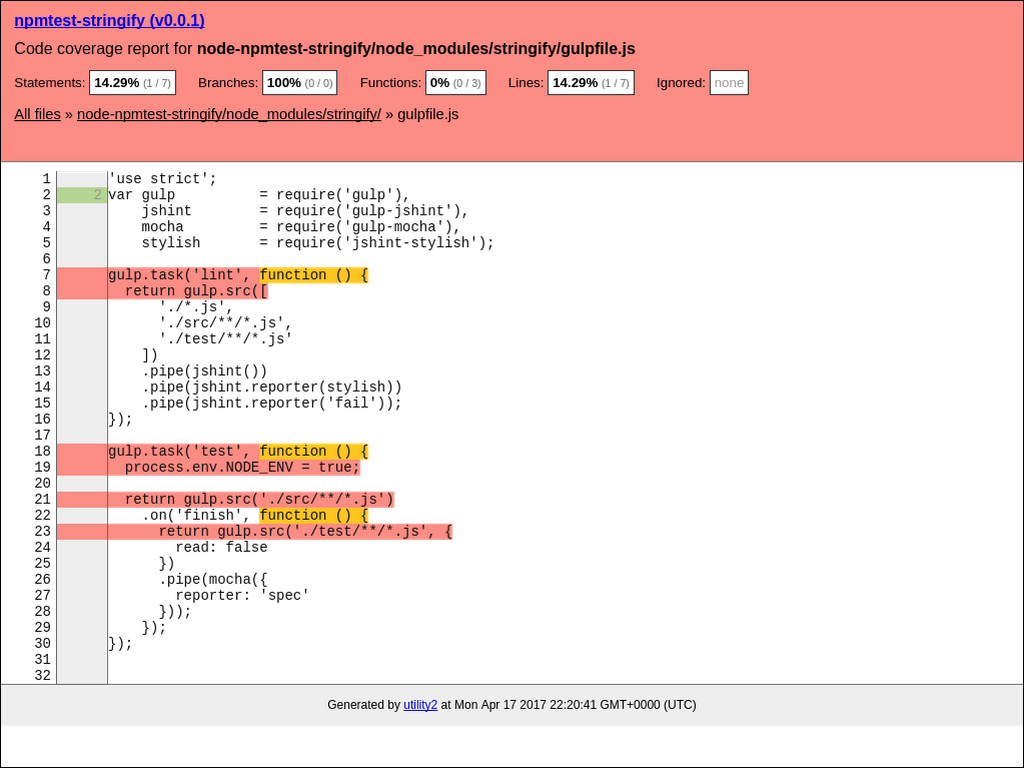 npmtest-stringify (v0.0.1)
Code coverage report for node-npmtest-stringify/node_modules/stringify/gulpfile.js
Statements: 14.29% (1 / 7) Branches: 100% (0 / 0) Functions: 0% (0 / 3) Lines: 14.29% (1 / 7) Ignored: none
All files » node-npmtest-stringify/node_modules/stringify/ » gulpfile.js
1 'use strict';
2 2 var gulp          = require('gulp'),
3     jshint        = require('gulp-jshint'),
4     mocha         = require('gulp-mocha'),
5     stylish       = require('jshint-stylish');
6
7 gulp.task('lint', function () {
8   return gulp.src([
9       './*.js',
10       './src/**/*.js',
11       './test/**/*.js'
12     ])
13     .pipe(jshint())
14     .pipe(jshint.reporter(stylish))
15     .pipe(jshint.reporter('fail'));
16 });
17
18 gulp.task('test', function () {
19   process.env.NODE_ENV = true;
20
21   return gulp.src('./src/**/*.js')
22     .on('finish', function () {
23       return gulp.src('./test/**/*.js', {
24         read: false
25       })
26       .pipe(mocha({
27         reporter: 'spec'
28       }));
29     });
30 });
31
32
Generated by utility2 at Mon Apr 17 2017 22:20:41 GMT+0000 (UTC)